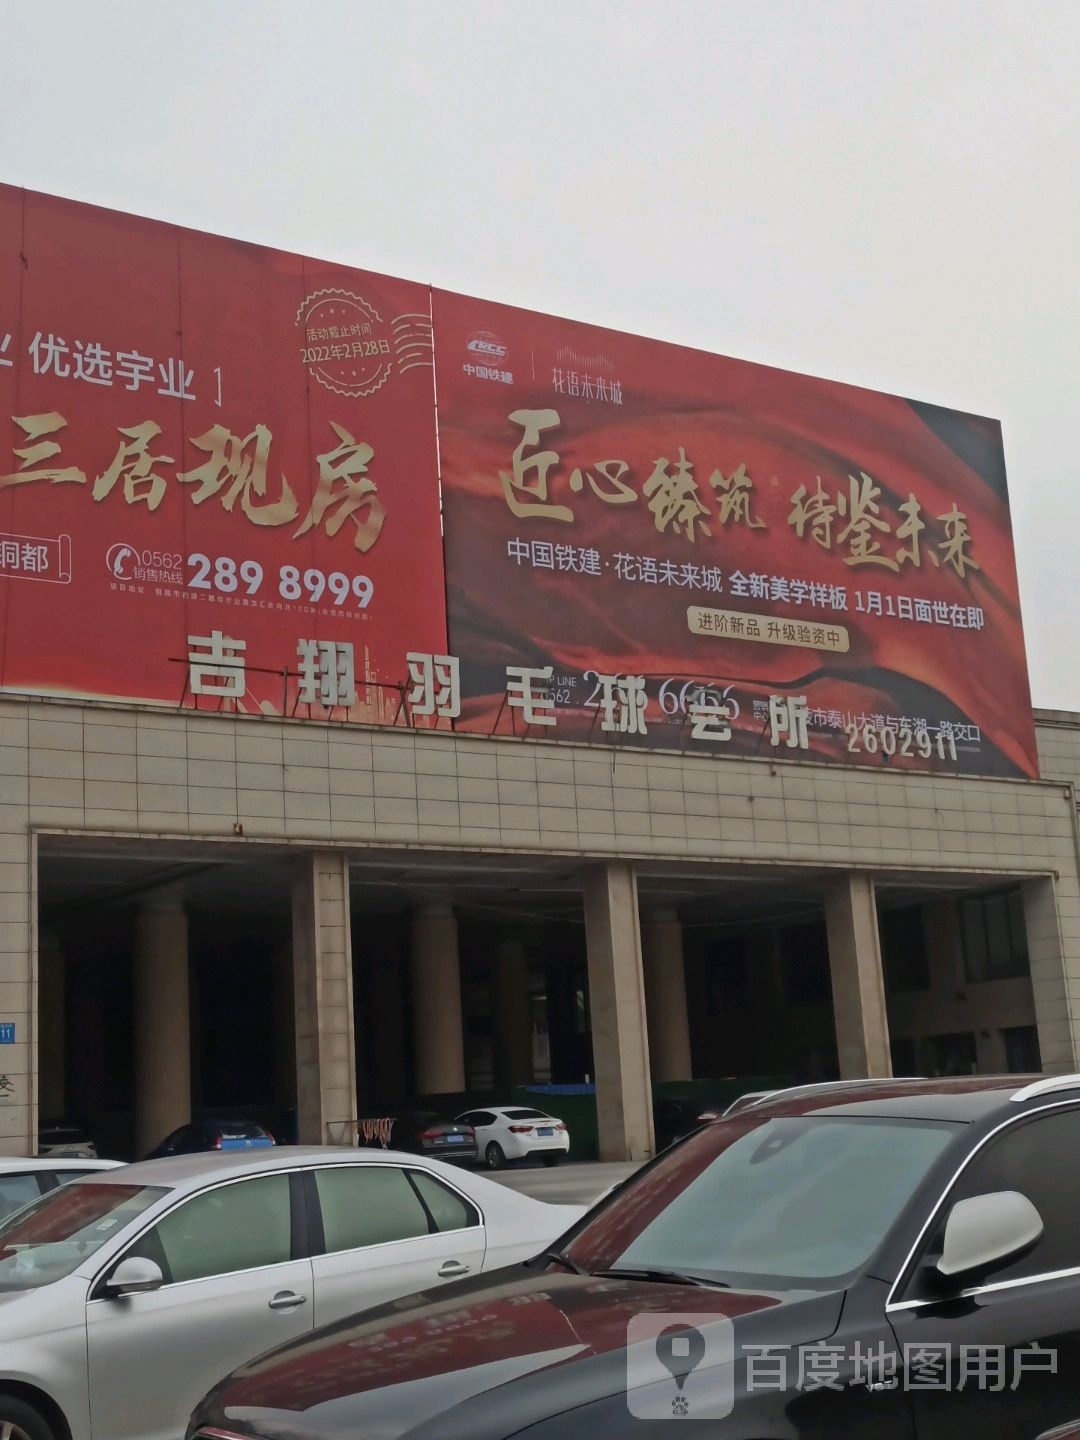 优选宇业
活动截止时间
2022年2月28日
三居现房
铜都
0562
销售热线
289 8999
CRCC
中国铁建
花语未来城
匠心臻筑 待鉴未来
中国铁建·花语未来城 全新美学样板 1月1日面世在即
进阶新品 升级验资中
6666
市泰山大道与东湖一路交口
吉翔羽毛球会所 2602911
11
百度地图用户